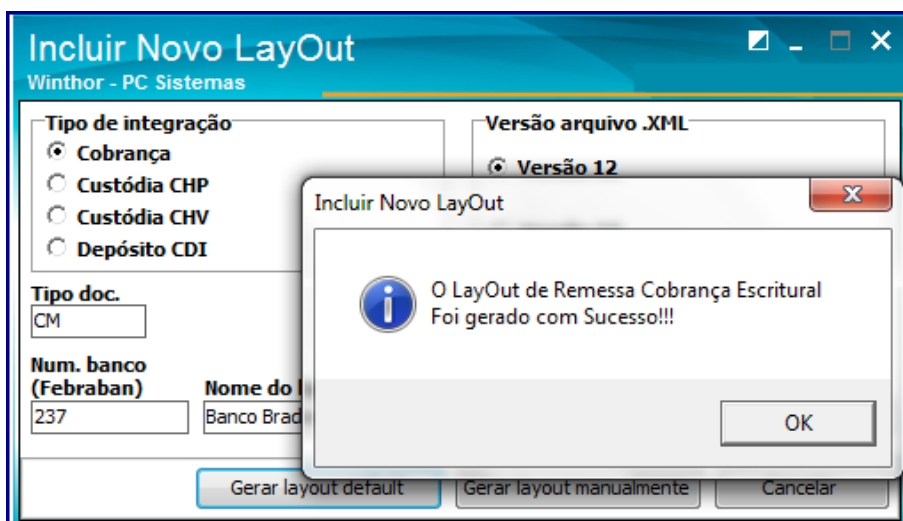 Incluir Novo LayOut
Winthor - PC Sistemas
Tipo de integração
Cobrança
Custódia CHP
Custódia CHV
Depósito CDI
Versão arquivo .XML
Versão 12
Tipo doc.
CM
Num. banco
(Febraban)
237
Nome do
Banco Brad
Incluir Novo LayOut
O LayOut de Remessa Cobrança Escritural
Foi gerado com Sucesso!!!
OK
Gerar layout default
Gerar layout manualmente
Cancelar